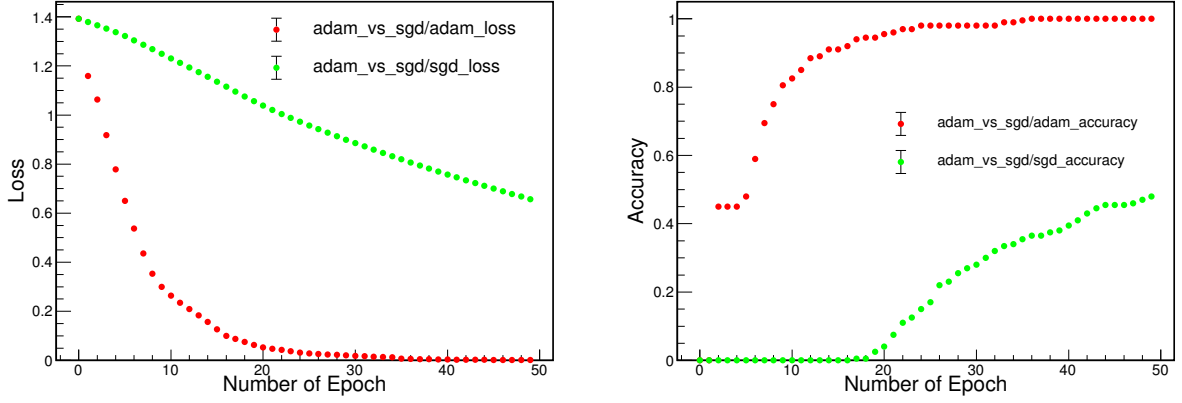 1.4
1.2
1
0.8
0.6
0.4
0.2
0
Loss
adam_vs_sgd/adam_loss
adam_vs_sgd/sgd_loss
0 10 20 30 40 50
Number of Epoch
1
0.8
0.6
0.4
0.2
0
Accuracy
adam_vs_sgd/adam_accuracy
adam_vs_sgd/sgd_accuracy
0 10 20 30 40 50
Number of Epoch